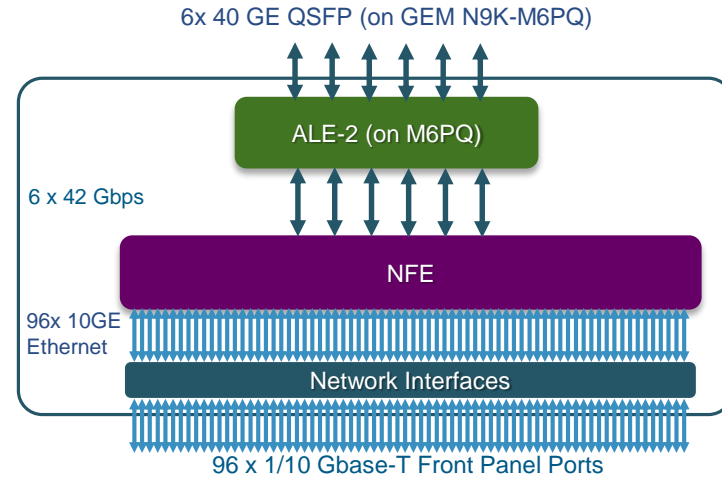 6x 40 GE QSFP (on GEM N9K-M6PQ)
ALE-2 (on M6PQ)
6 x 42 Gbps
NFE
96x 10GE
Ethernet
Network Interfaces
96 x 1/10 Gbase-T Front Panel Ports